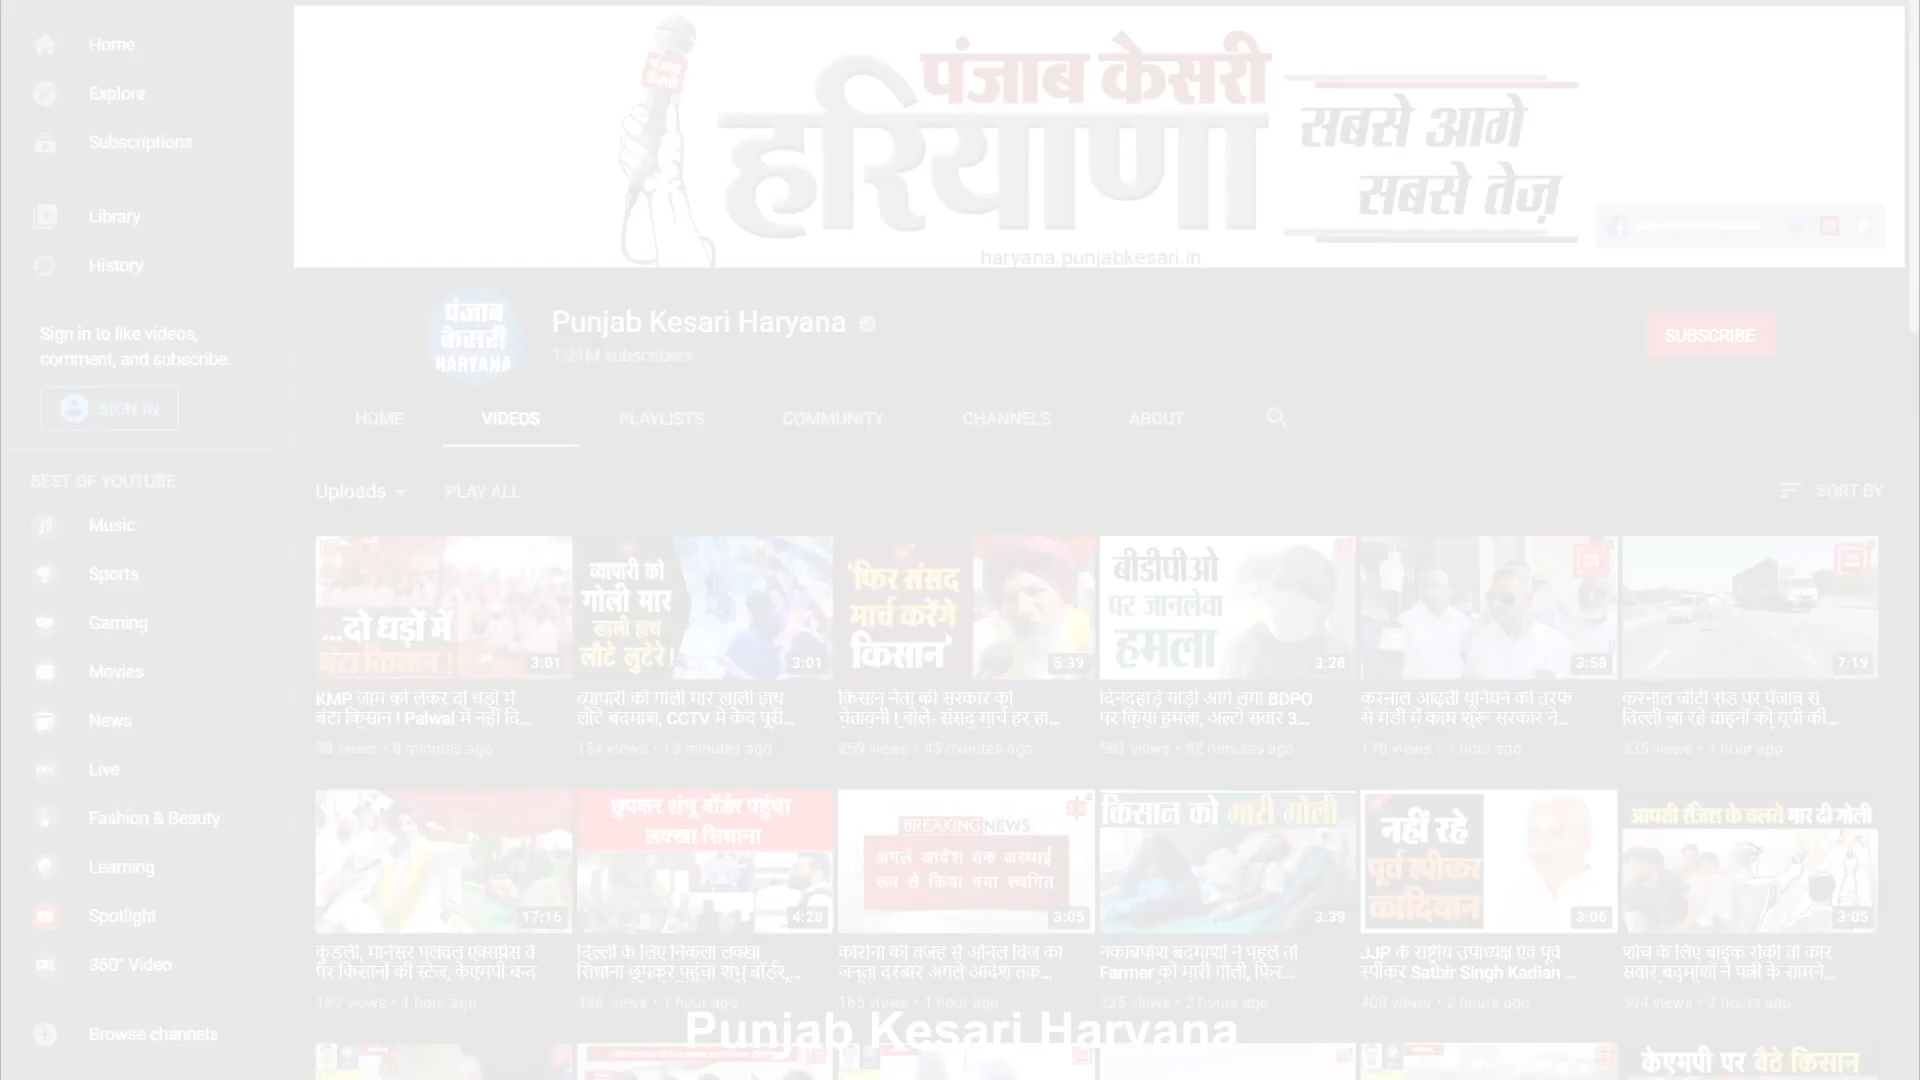 Home
Explore
Subscriptions
Library
History
Sign in to like videos,
comment, and subscribe.
SIGN IN
BEST OF YOUTUBE
Music
Sports
Gaming
Movies
News
Live
Fashion & Beauty
Learning
Spotlight
360° Video
Browse channels
पंजाब केसरी
हरियाणा
सबसे आगे
सबसे तेज़
haryana.punjabkesari.in
पंजाब
केसरी
HARYANA
Punjab Kesari Haryana
1.21M subscribers
SUBSCRIBE
HOME VIDEOS PLAYLISTS COMMUNITY CHANNELS ABOUT
Uploads PLAY ALL SORT BY
...दो धड़ों में
बंटा किसान !
3:01
KMP जाम को लेकर दो धड़ों में
बंटा किसान ! Palwal में नहीं दि...
58 views • 8 minutes ago
व्यापारी को
गोली मार
खाली हाथ
लौटे लुटेरे !
3:01
व्यापारी को गोली मार खाली हाथ
लौटे बदमाश, CCTV में कैद पूरी...
154 views • 13 minutes ago
'फिर संसद
मार्च करेंगे
किसान'
5:39
किसान नेता की सरकार को
चेतावनी ! बोले- संसद मार्च हर हा...
259 views • 43 minutes ago
बीडीपीओ
पर जानलेवा
हमला
3:28
दिनदहाड़े गाड़ी आगे लगा BDPO
पर किया हमला, अल्टो सवार 3...
561 views • 52 minutes ago
3:58
करनाल आढ़ती यूनियन की तरफ
से मंडी में काम शुरू सरकार ने...
170 views • 1 hour ago
7:19
करनाल जीटी रोड पर पंजाब से
दिल्ली जा रहे वाहनों को यूपी की...
335 views • 1 hour ago
17:16
कुंडली, मानेसर पलवल एक्सप्रेस वे
पर किसानों की स्टेज, केएमपी बन्द
189 views • 1 hour ago
छुपकर शंभू बॉर्डर पहुंचा
लक्खा सिधाना
4:20
दिल्ली के लिए निकला लक्खा
सिधाना छुपकर पहुंचा शंभू बॉर्डर,...
1 hour ago
BREAKING NEWS
अगले आदेश तक अस्थाई
रूप से किया गया स्थगित
3:05
कोरोना की वजह से अनिल विज का
जनता दरबार अगले आदेश तक...
165 views • 1 hour ago
किसान को मारी गोली
3:39
नकाबपोश बदमाशों ने पहले तो
Farmer को मारी गोली, फिर...
225 views • 2 hours ago
नहीं रहे
पूर्व स्पीकर
कादियान
3:06
JJP के राष्ट्रीय उपाध्यक्ष एवं पूर्व
स्पीकर Satbir Singh Kadian ...
408 views • 2 hours ago
आपसी रंजिश के चलते मार दी गोली
3:05
शौच के लिए बाइक रोकी तो कार
सवार बदमाशों ने पत्नी के सामने...
594 views • 2 hours ago
Punjab Kesari Haryana
केएमपी पर बैठे किसान